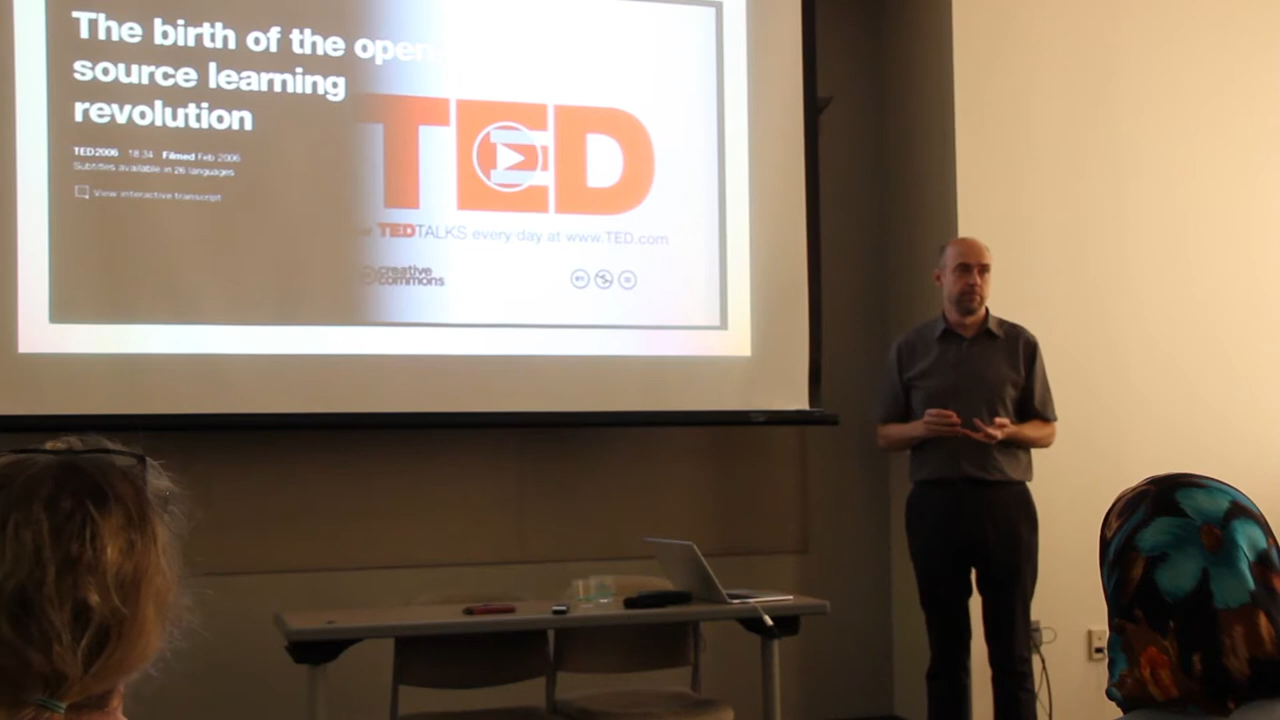 The birth of the open-
source learning
revolution
TED2006 18:34 Filmed Feb 2006
Subtitles available in 26 languages
View interactive transcript
TED
TEDTALKS every day at www.TED.com
creative
commons